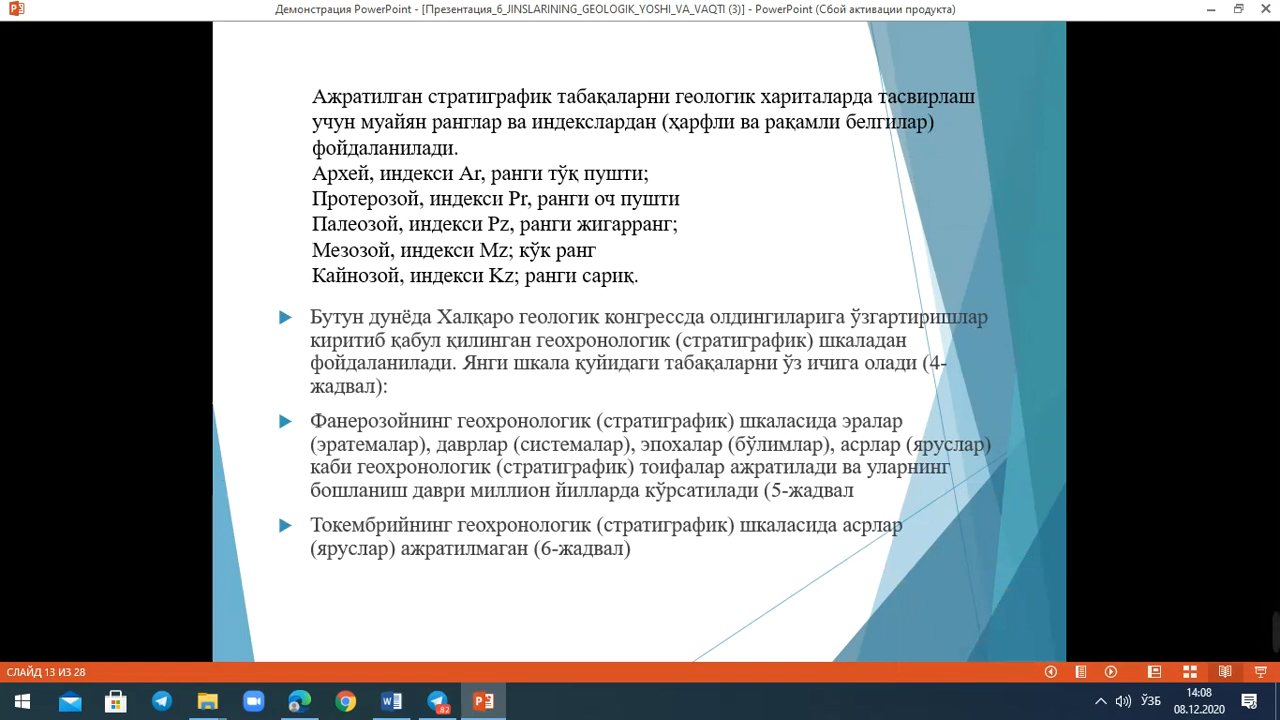 Демонстрация PowerPoint - [Презентация_6_JINSLARINING_GEOLOGIK_YOSHI_VA_VAQTI (3)] - PowerPoint (Сбой активации продукта)
Ажратилган стратиграфик табақаларни геологик хариталарда тасвирлаш
учун муайян ранглар ва индекслардан (ҳарфли ва рақамли белгилар)
фойдаланилади.
Архей, индекси Ar, ранги тўқ пушти;
Протерозой, индекси Pr, ранги оч пушти
Палеозой, индекси Pz, ранги жигарранг;
Мезозой, индекси Mz; кўк ранг
Кайнозой, индекси Kz; ранги сариқ.
Бутун дунёда Халқаро геологик конгрессда олдингиларига ўзгартиришлар
киритиб қабул қилинган геохронологик (стратиграфик) шкаладан
фойдаланилади. Янги шкала қуйидаги табақаларни ўз ичига олади (4-
жадвал):
Фанерозойнинг геохронологик (стратиграфик) шкаласида эралар
(эратемалар), даврлар (системалар), эпохалар (бўлимлар), асрлар (яруслар)
каби геохронологик (стратиграфик) тоифалар ажратилади ва уларнинг
бошланиш даври миллион йилларда кўрсатилади (5-жадвал
Токембрийнинг геохронологик (стратиграфик) шкаласида асрлар
(яруслар) ажратилмаган (6-жадвал)
СЛАЙД 13 ИЗ 28
82
ЎЗБ
14:08
08.12.2020